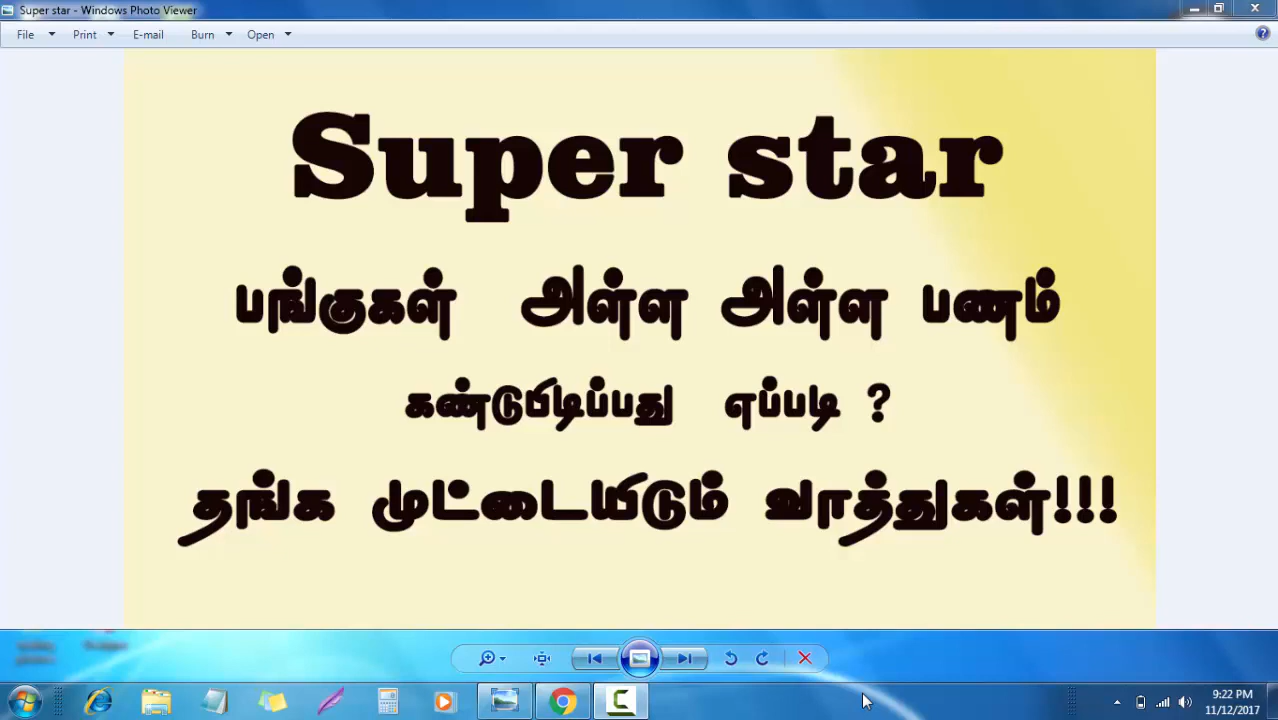 Super star - Windows Photo Viewer
File Print E-mail Burn Open
Super star
பங்குகள் அள்ள அள்ள பணம்
கண்டுபிடிப்பது எப்படி ?
தங்க முட்டையிடும் வாத்துகள்!!!
9:22 PM
11/12/2017